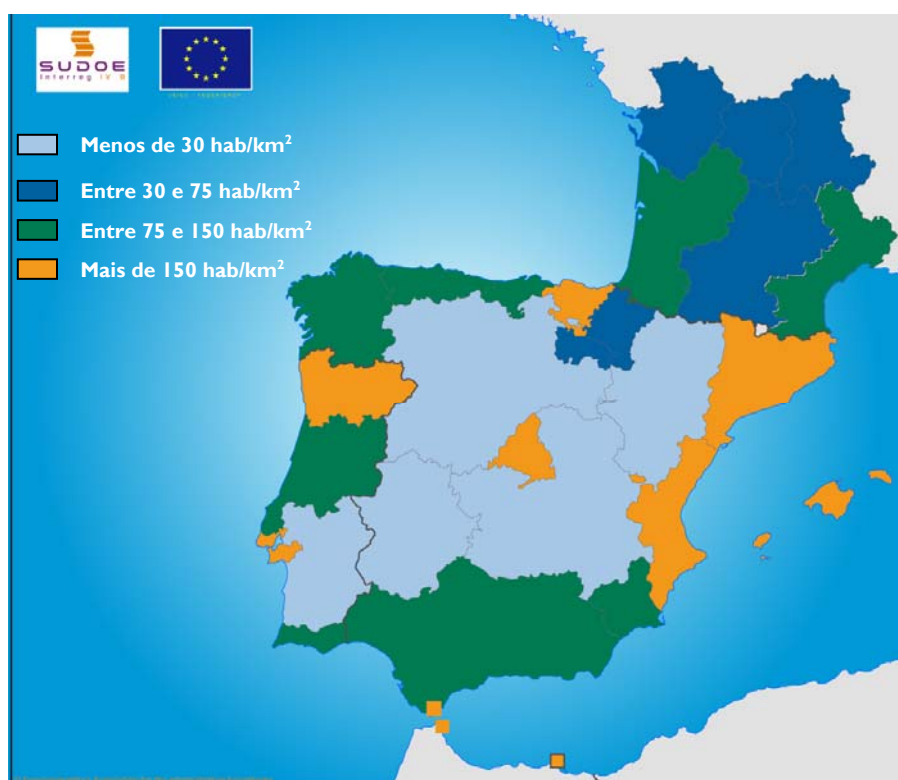 SUDOE
Interreg IV B
Menos de 30 hab/km²
Entre 30 e 75 hab/km²
Entre 75 e 150 hab/km²
Mais de 150 hab/km²